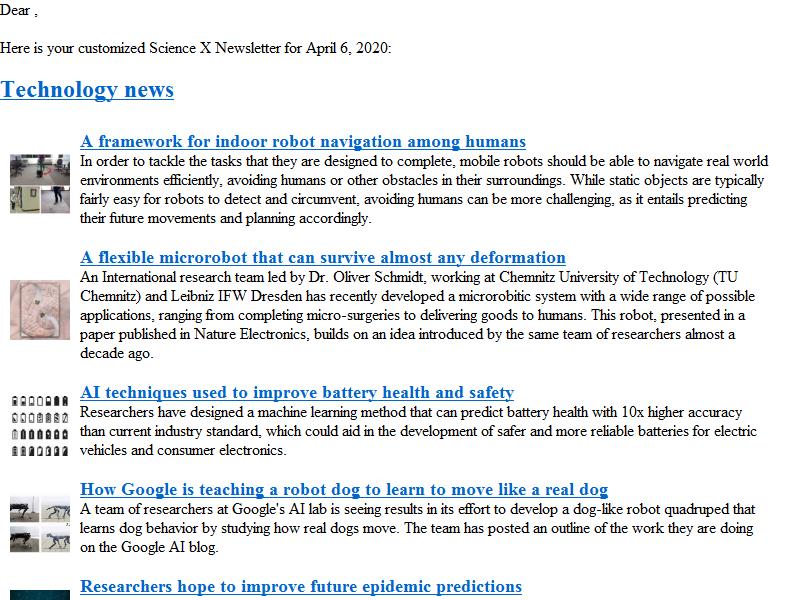 Dear ,
Here is your customized Science X Newsletter for April 6, 2020:
Technology news
A framework for indoor robot navigation among humans
In order to tackle the tasks that they are designed to complete, mobile robots should be able to navigate real world
environments efficiently, avoiding humans or other obstacles in their surroundings. While static objects are typically
fairly easy for robots to detect and circumvent, avoiding humans can be more challenging, as it entails predicting
their future movements and planning accordingly.
A flexible microrobot that can survive almost any deformation
An International research team led by Dr. Oliver Schmidt, working at Chemnitz University of Technology (TU
Chemnitz) and Leibniz IFW Dresden has recently developed a microrobitic system with a wide range of possible
applications, ranging from completing micro-surgeries to delivering goods to humans. This robot, presented in a
paper published in Nature Electronics, builds on an idea introduced by the same team of researchers almost a
decade ago.
AI techniques used to improve battery health and safety
Researchers have designed a machine learning method that can predict battery health with 10x higher accuracy
than current industry standard, which could aid in the development of safer and more reliable batteries for electric
vehicles and consumer electronics.
How Google is teaching a robot dog to learn to move like a real dog
A team of researchers at Google's AI lab is seeing results in its effort to develop a dog-like robot quadruped that
learns dog behavior by studying how real dogs move. The team has posted an outline of the work they are doing
on the Google AI blog.
Researchers hope to improve future epidemic predictions